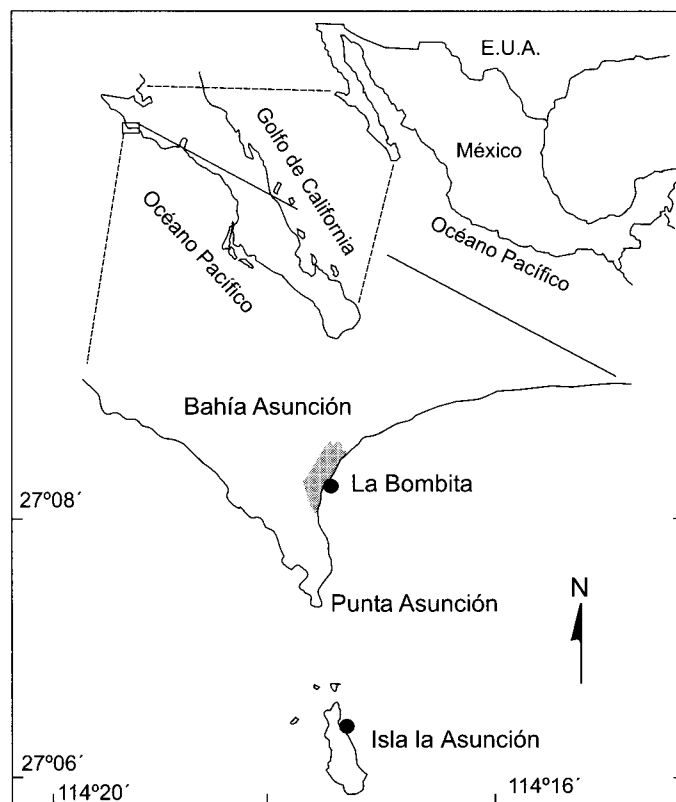 E.U.A.
México
Golfo de California
Océano Pacífico
Océano Pacífico
Bahía Asunción
La Bombita
27º08´
Punta Asunción
N
Isla la Asunción
27º06´
114º20´
114º16´